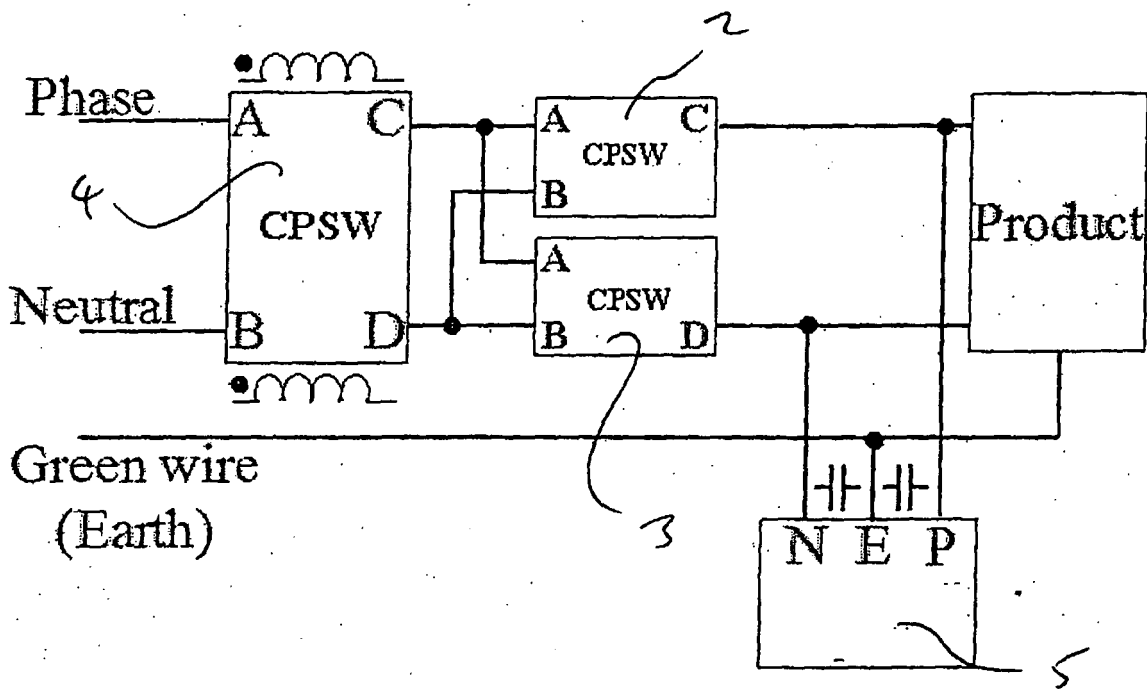 2
Phase
A C
A C
CPSW
B
Product
4
CPSW
A
CPSW
Neutral
B D
B D
Green wire
(Earth)
3
N E P
5